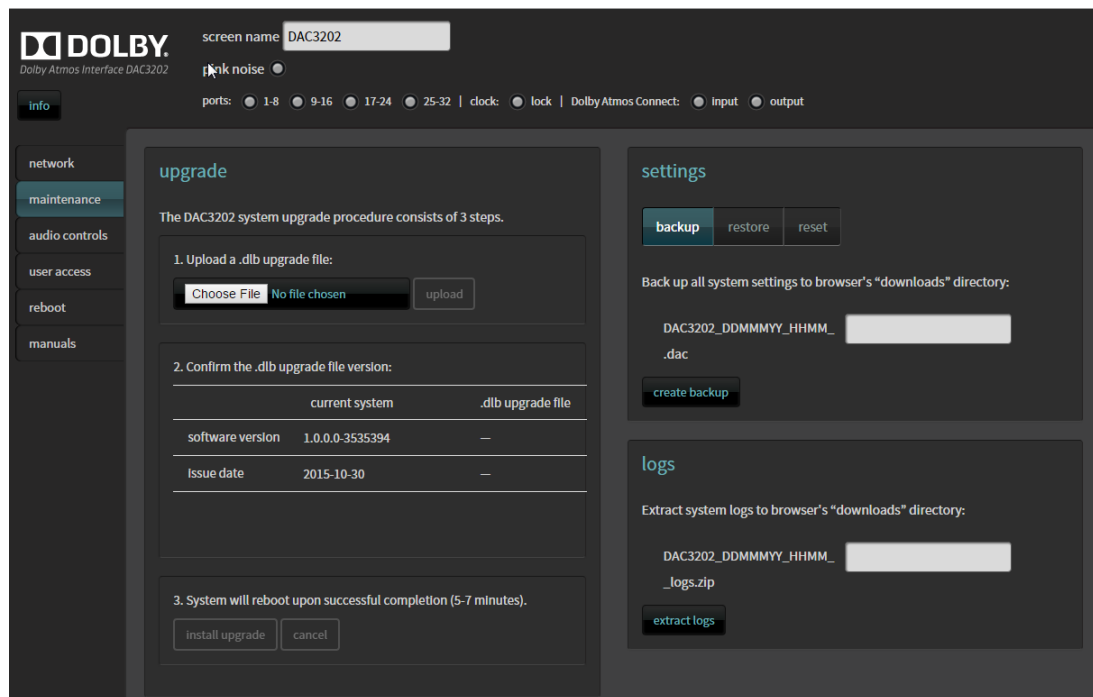 DOLBY.
Dolby Atmos Interface DAC3202
info
screen name DAC3202
pink noise
ports: 1-8 9-16 17-24 25-32 | clock: lock | Dolby Atmos Connect: input output
network
maintenance
audio controls
user access
reboot
manuals
upgrade
The DAC3202 system upgrade procedure consists of 3 steps.
1. Upload a .dlb upgrade file:
Choose File No file chosen upload
2. Confirm the .dlb upgrade file version:
current system .dlb upgrade file
software version 1.0.0.0-3535394 —
issue date 2015-10-30 —
3. System will reboot upon successful completion (5-7 minutes).
install upgrade cancel
settings
backup restore reset
Back up all system settings to browser's “downloads” directory:
DAC3202_DDMMMYY_HHMM_
.dac
create backup
logs
Extract system logs to browser's “downloads” directory:
DAC3202_DDMMMYY_HHMM_
_logs.zip
extract logs